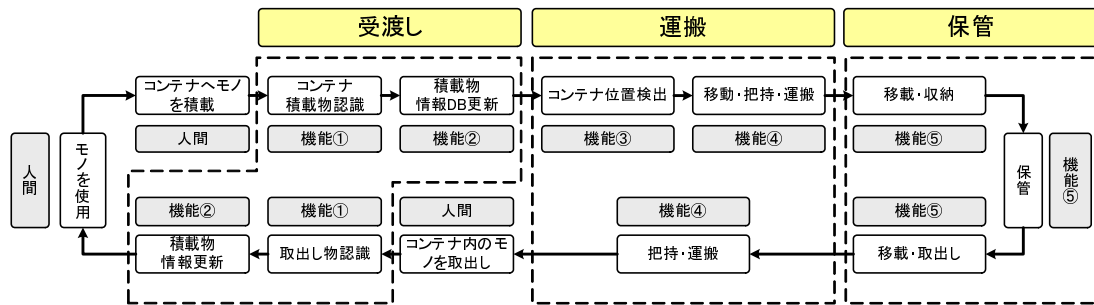 受渡し
運搬
保管
コンテナへモノ
を積載
コンテナ
積載物認識
積載物
情報DB更新
コンテナ位置検出
移動・把持・運搬
移載・収納
人間
機能①
機能②
機能③
機能④
機能⑤
人間
モノを使用
保管
機能⑤
機能②
機能①
人間
機能④
機能⑤
積載物
情報更新
取出し物認識
コンテナ内のモ
ノを取出し
把持・運搬
移載・取出し